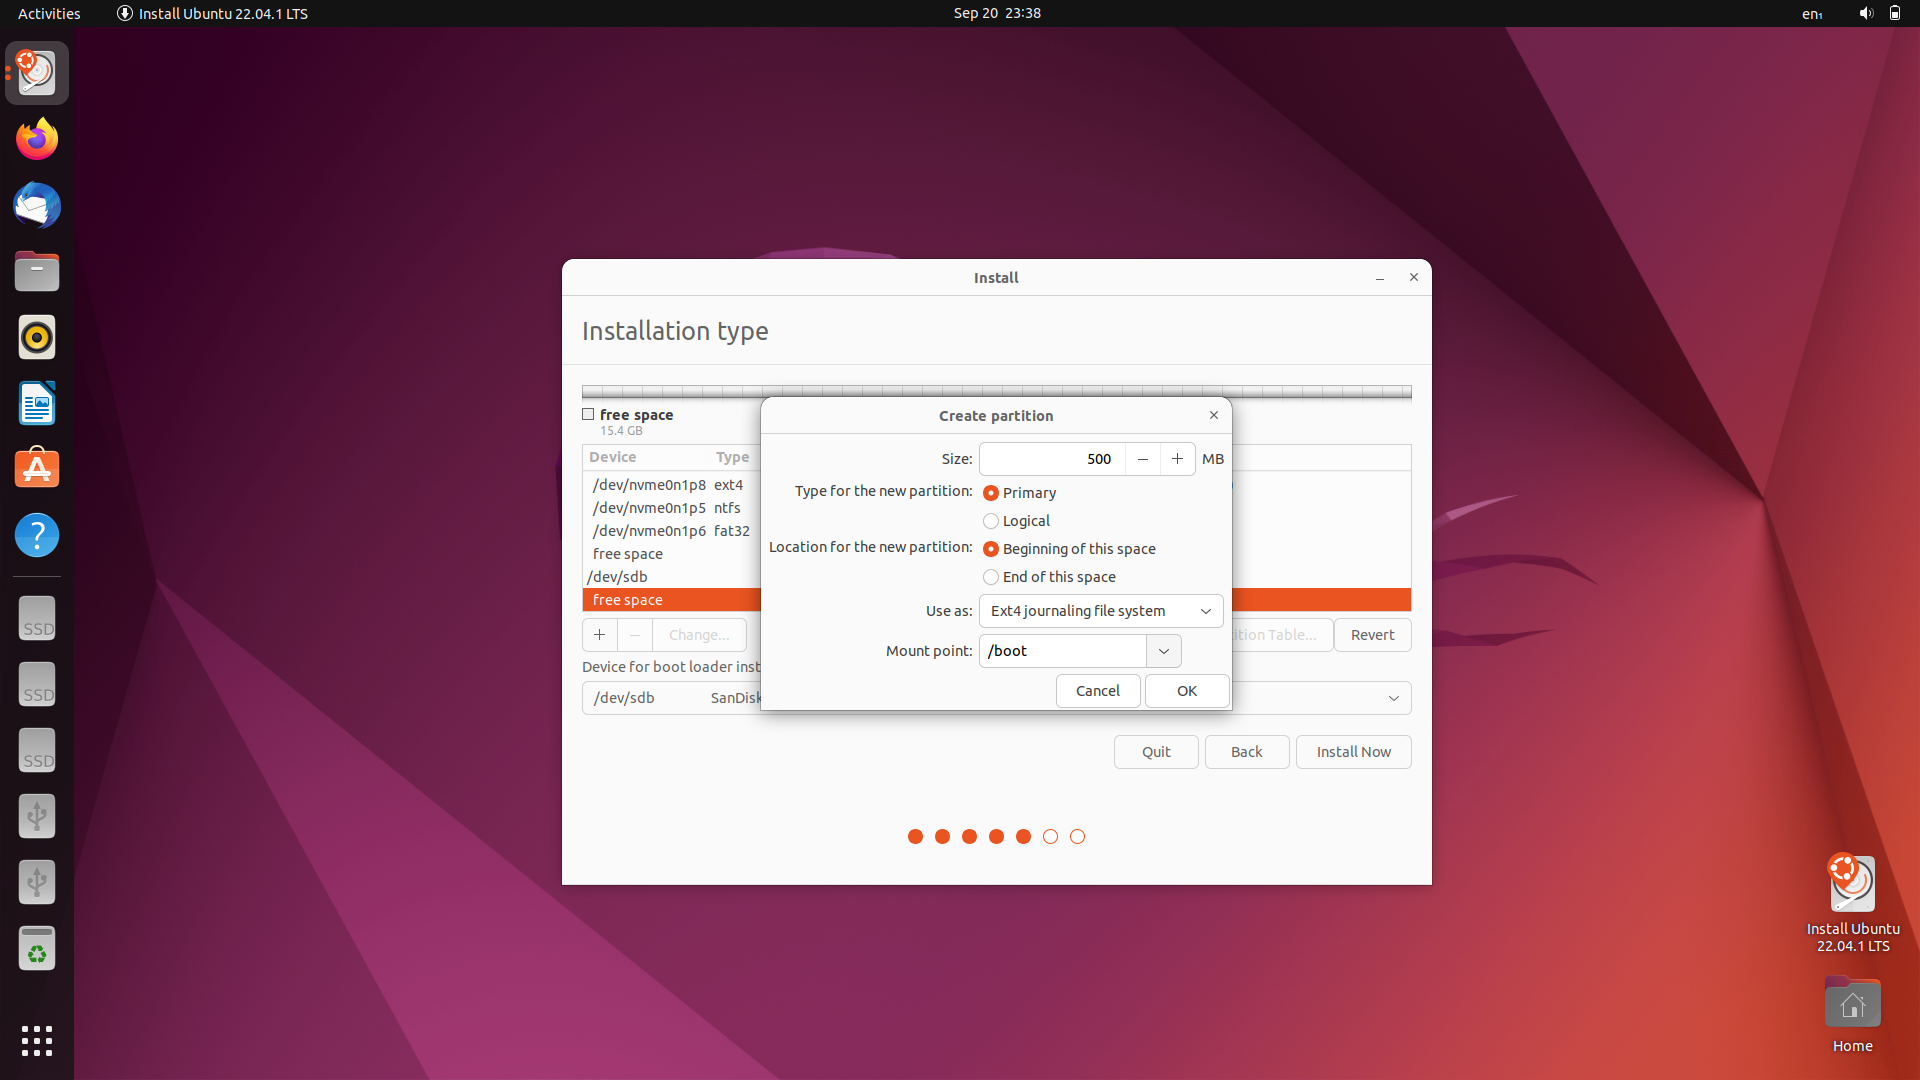 Activities
Install Ubuntu 22.04.1 LTS
Sep 20 23:38
en₁
Install
Installation type
free space
15.4 GB
Device Type
/dev/nvme0n1p8 ext4
/dev/nvme0n1p5 ntfs
/dev/nvme0n1p6 fat32
free space
/dev/sdb
free space
+ − Change...
Revert
Device for boot loader inst
/dev/sdb SanDisk
Create partition
Size: 500 − + MB
Type for the new partition: Primary
Logical
Location for the new partition: Beginning of this space
End of this space
Use as: Ext4 journaling file system
Mount point: /boot
Cancel OK
ition Table...
Quit Back Install Now
SSD
SSD
SSD
Install Ubuntu
22.04.1 LTS
Home